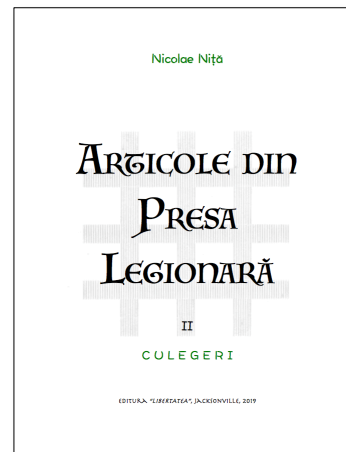 Nicolae Niță
ARTICOLE DIN
PRESA
LEGIONARĂ
II
CULEGERI
EDITURA "LIBERTATEA", JACKSONVILLE, 2019